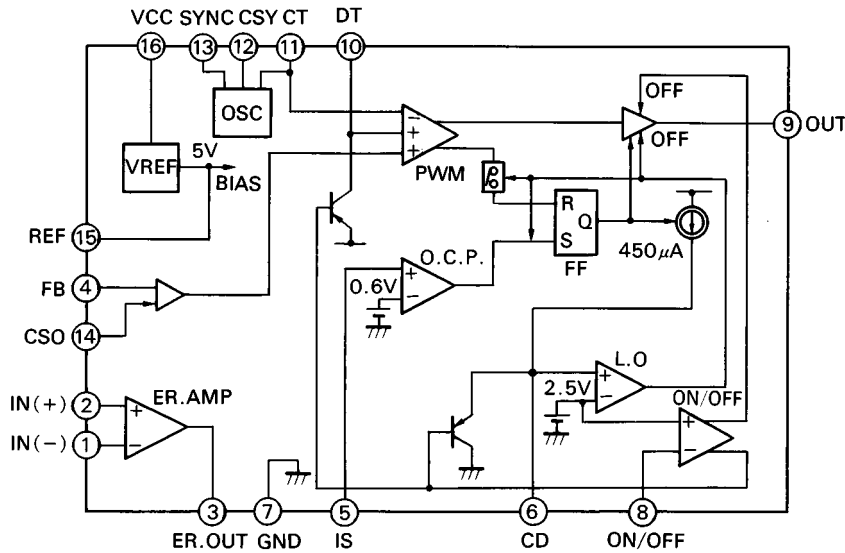 VCC SYNC CSY CT DT
16 13 12 11 10
OSC
OFF
OFF
9 OUT
VREF 5V
BIAS
PWM
R
Q
S
FF
450μA
REF 15
FB 4
CSO 14
O.C.P.
+
−
0.6V
L.O
2.5V
ON/OFF
IN(+) 2
IN(−) 1
ER.AMP
3 7 5 6 8
ER.OUT GND IS CD ON/OFF